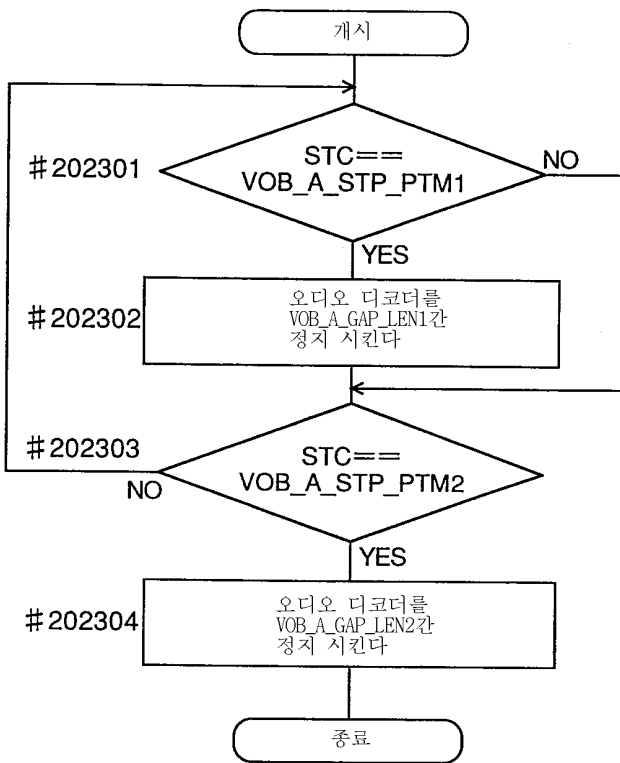 개시
#202301
STC==
VOB_A_STP_PTM1
NO
YES
#202302
오디오 디코더를
VOB_A_GAP_LEN1간
정지 시킨다
#202303
STC==
VOB_A_STP_PTM2
NO
YES
#202304
오디오 디코더를
VOB_A_GAP_LEN2간
정지 시킨다
종료